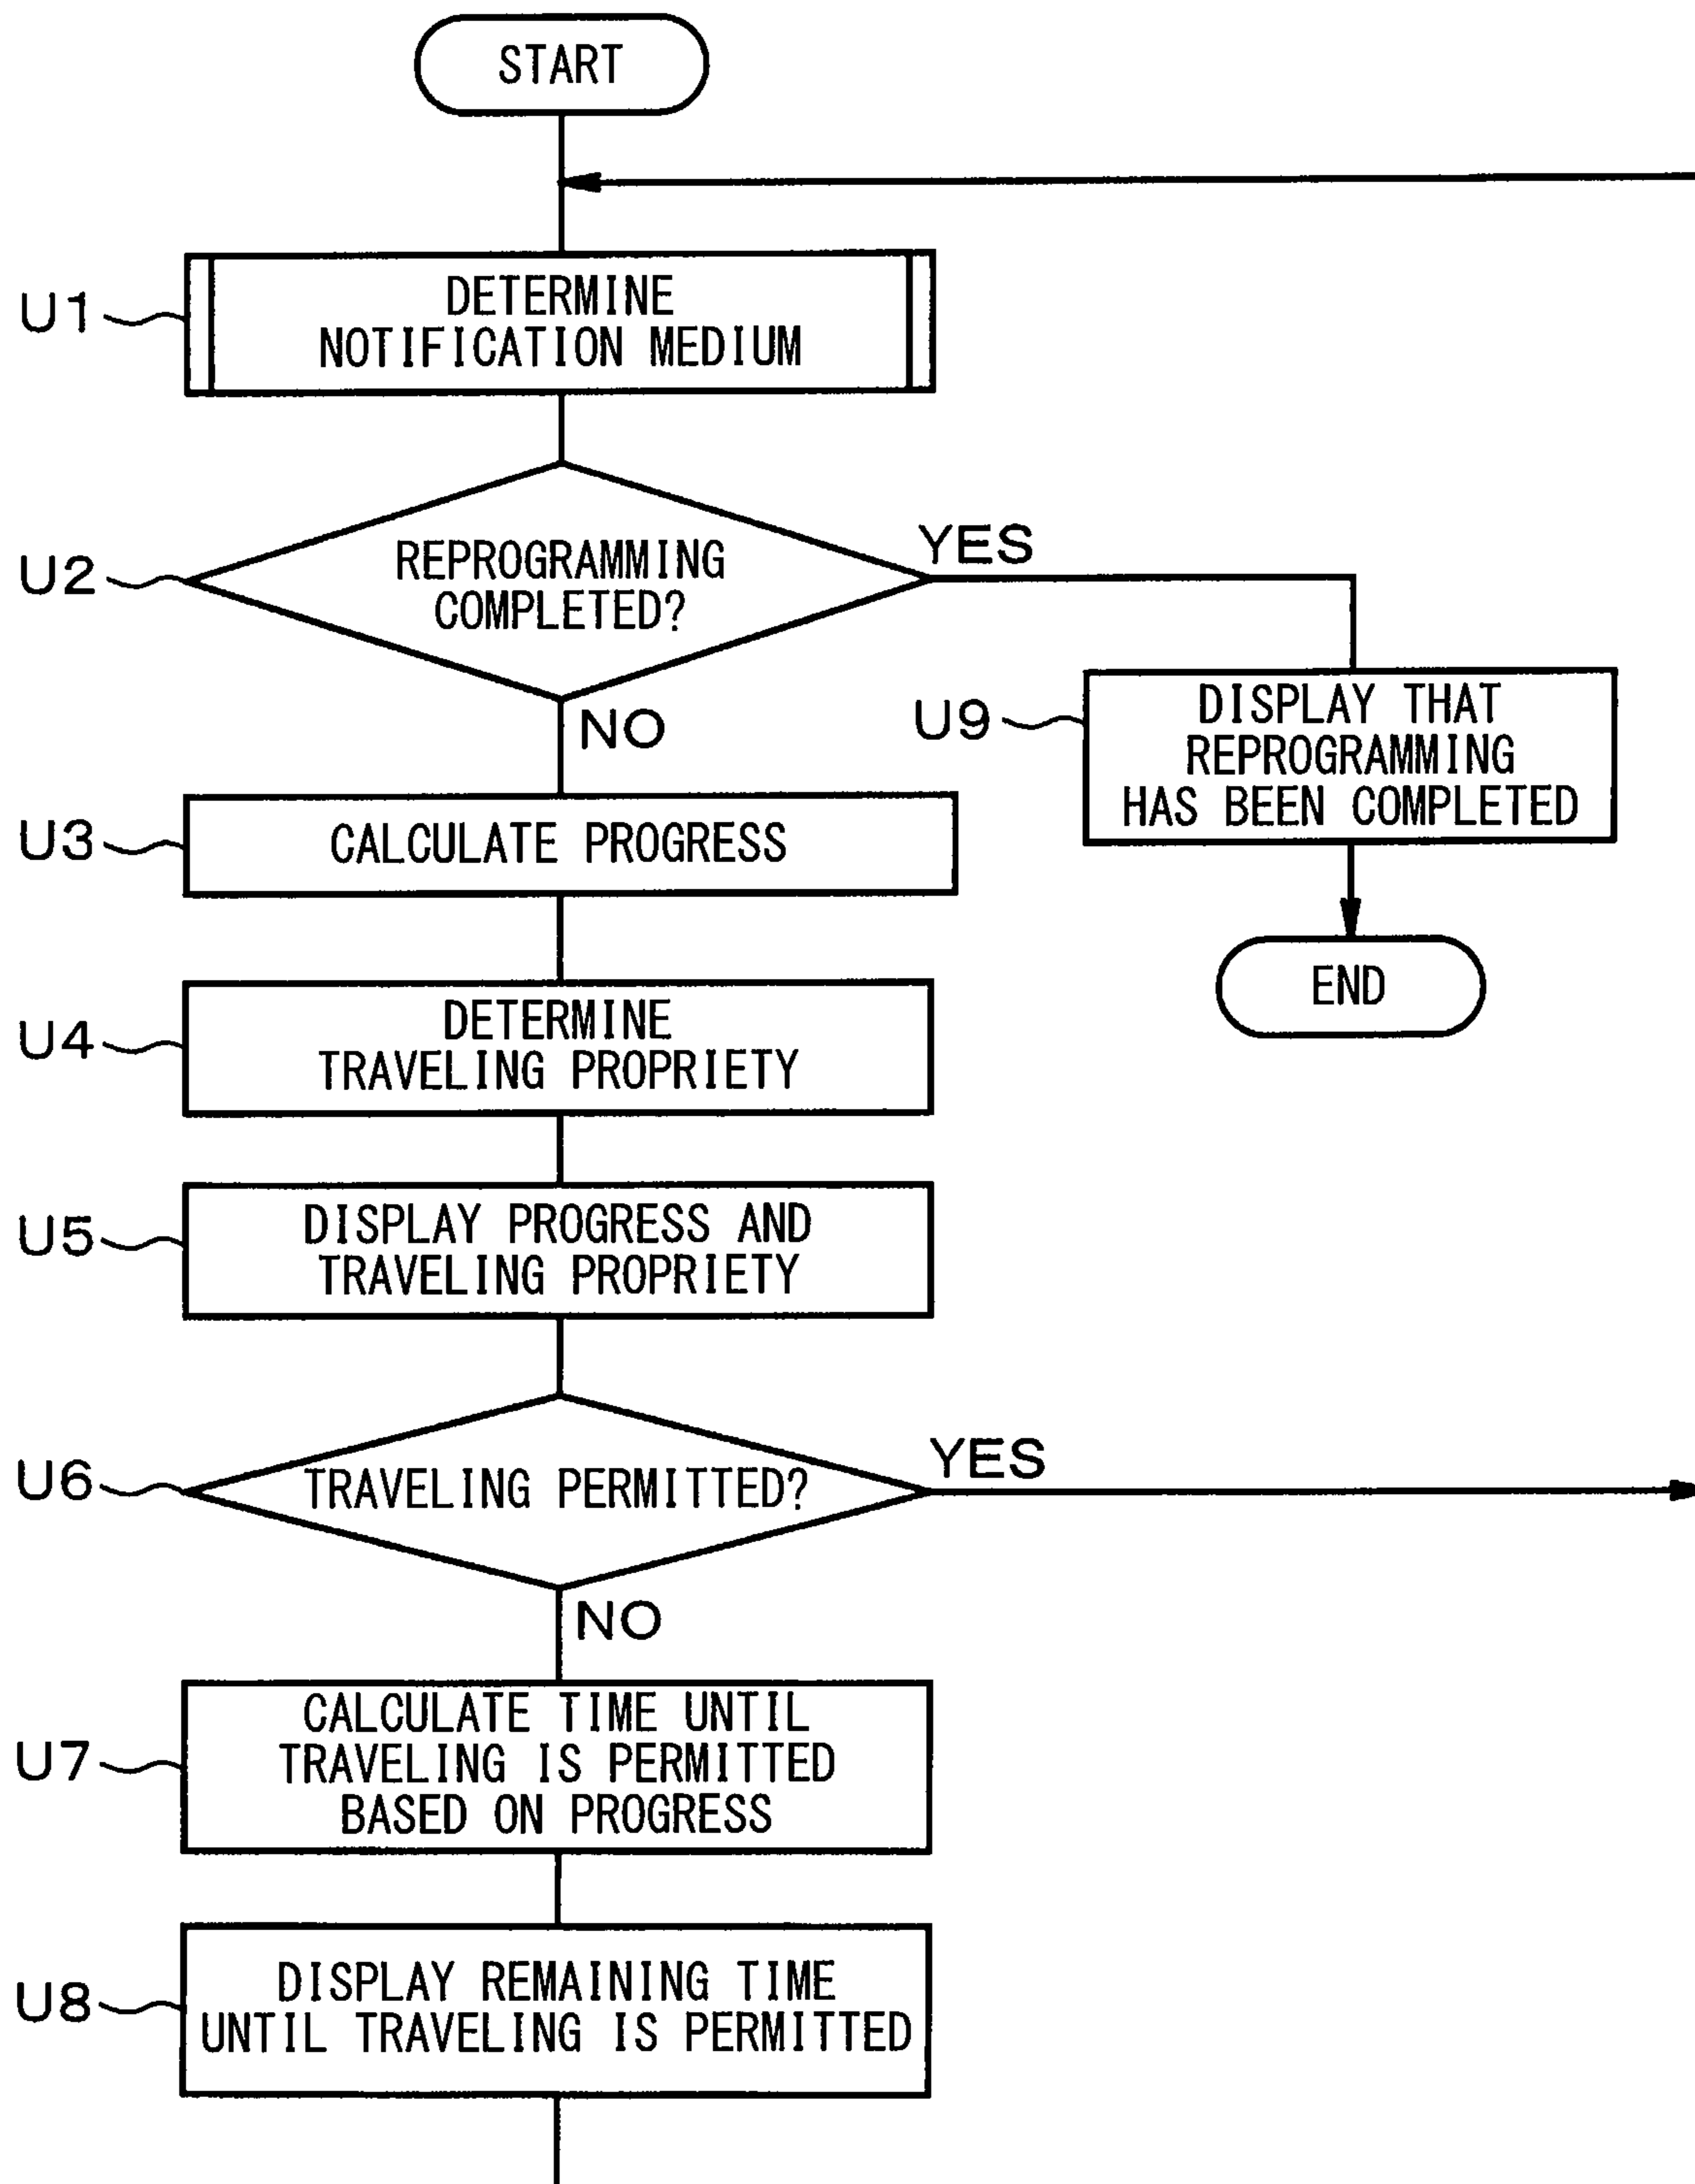 START
U1
DETERMINE
NOTIFICATION MEDIUM
U2
REPROGRAMMING
COMPLETED?
YES
NO
U9
DISPLAY THAT
REPROGRAMMING
HAS BEEN COMPLETED
END
U3
CALCULATE PROGRESS
U4
DETERMINE
TRAVELING PROPRIETY
U5
DISPLAY PROGRESS AND
TRAVELING PROPRIETY
U6
TRAVELING PERMITTED?
YES
NO
U7
CALCULATE TIME UNTIL
TRAVELING IS PERMITTED
BASED ON PROGRESS
U8
DISPLAY REMAINING TIME
UNTIL TRAVELING IS PERMITTED